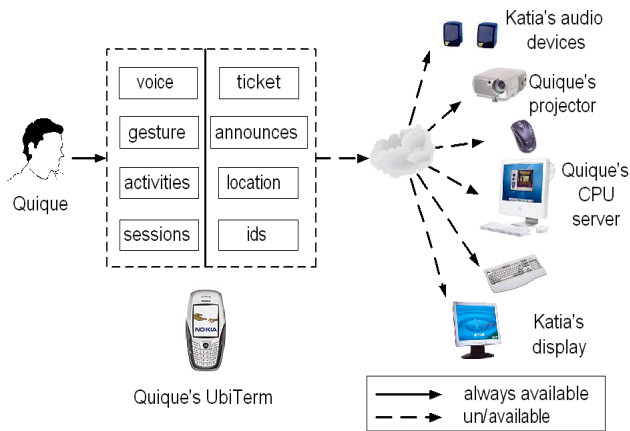 Quique
voice
gesture
activities
sessions
ticket
announces
location
ids
NOKIA
Quique's UbiTerm
Katia's audio
devices
Quique's
projector
Quique's
CPU
server
Katia's
display
always available
un/available